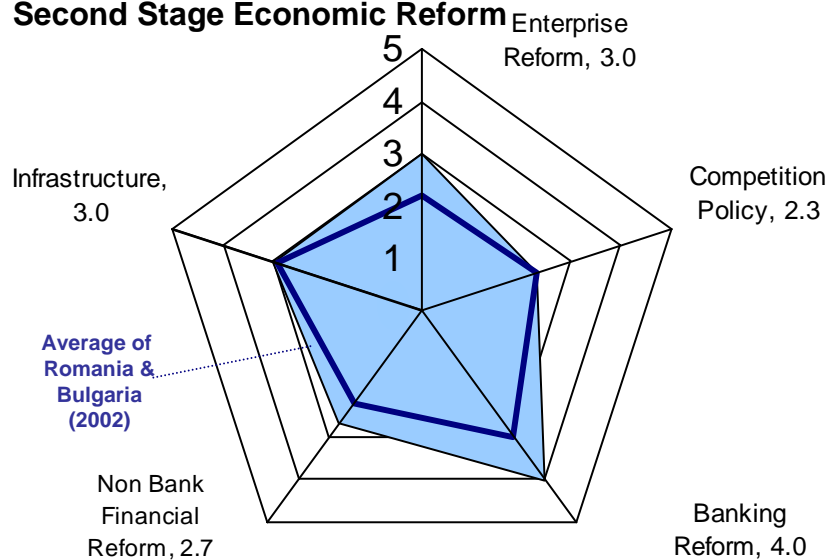 Second Stage Economic Reform
Enterprise
Reform, 3.0
5
4
3
2
1
Infrastructure,
3.0
Competition
Policy, 2.3
Average of
Romania &
Bulgaria
(2002)
Non Bank
Financial
Reform, 2.7
Banking
Reform, 4.0